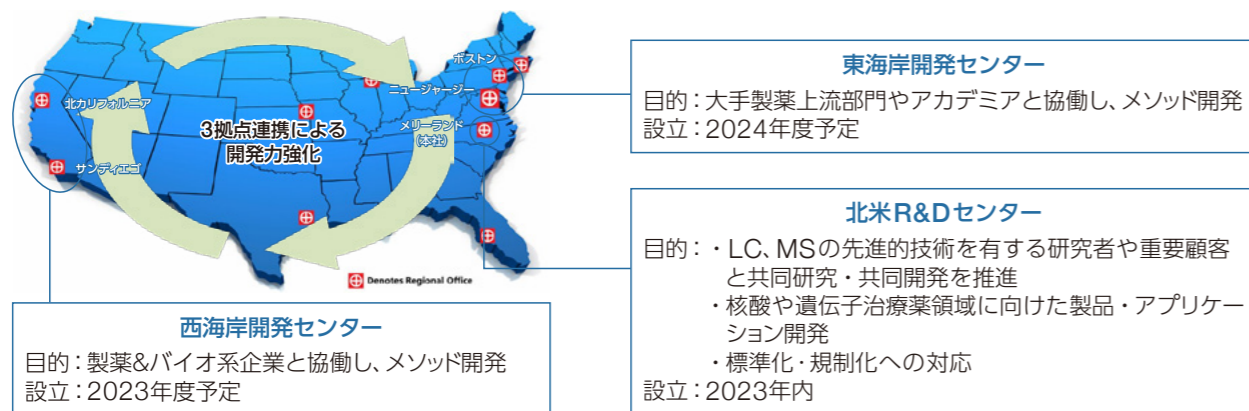 ボストン
ニュージャージー
北カリフォルニア
メリーランド
(本社)
3拠点連携による
開発力強化
サンディエゴ
Denotes Regional Office
東海岸開発センター
目的:大手製薬上流部門やアカデミアと協働し、メソッド開発
設立:2024年度予定
北米R&Dセンター
目的:・LC、MSの先進的技術を有する研究者や重要顧客
と共同研究・共同開発を推進
・核酸や遺伝子治療薬領域に向けた製品・アプリケー
ション開発
・標準化・規制化への対応
設立:2023年内
西海岸開発センター
目的:製薬&バイオ系企業と協働し、メソッド開発
設立:2023年度予定